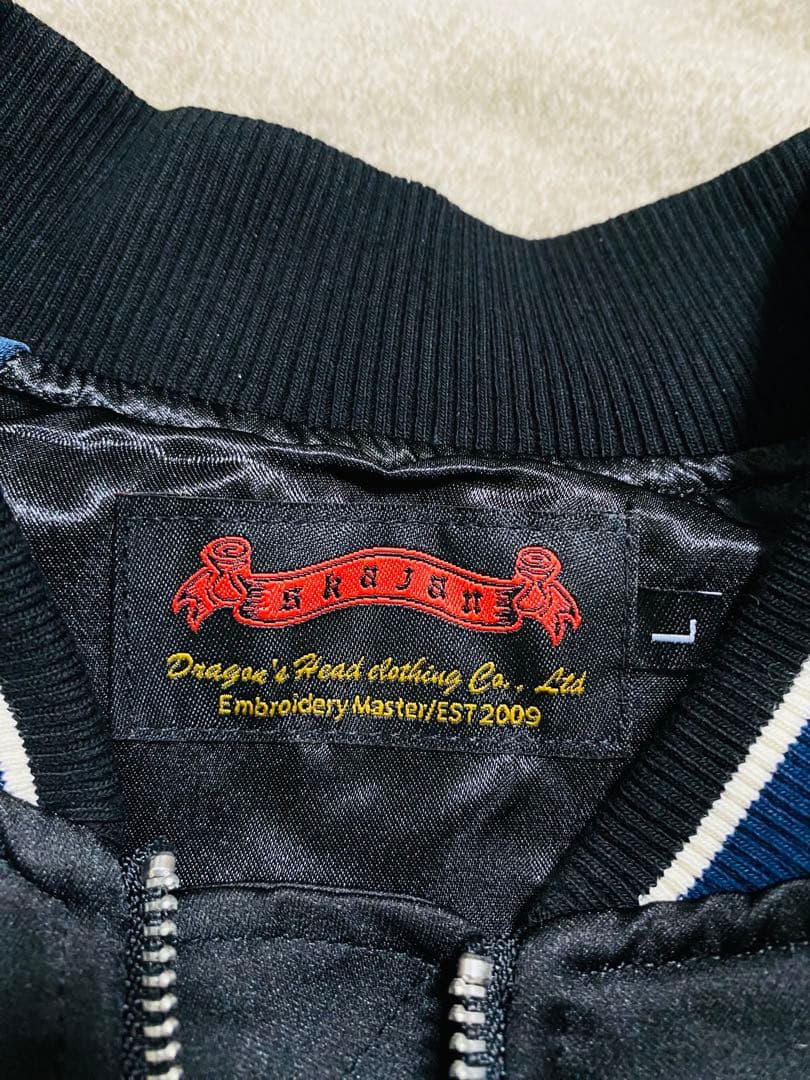 skajan
Dragon's Head clothing Co., Ltd
Embroidery Master/EST 2009
L